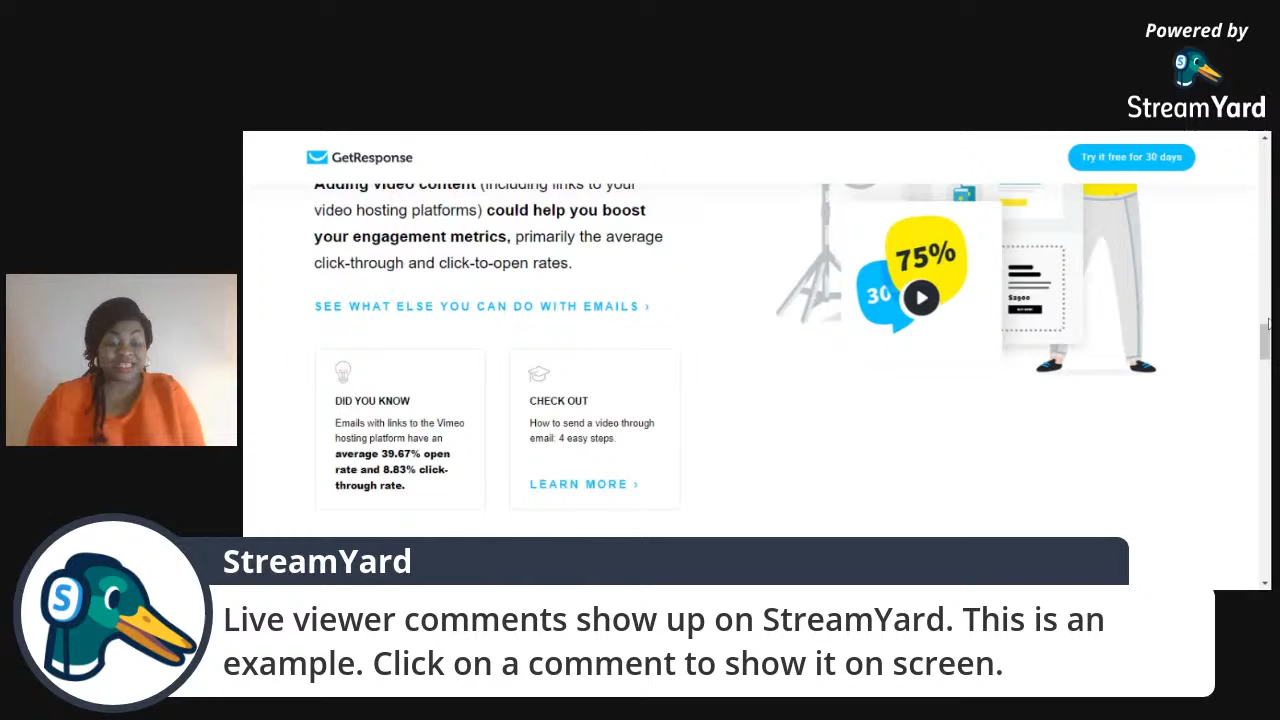 Powered by
StreamYard
GetResponse
Try it free for 30 days
Adding video content (including links to your
video hosting platforms) could help you boost
your engagement metrics, primarily the average
click-through and click-to-open rates.
SEE WHAT ELSE YOU CAN DO WITH EMAILS ›
75%
30
$2900
BUY NOW
DID YOU KNOW
Emails with links to the Vimeo
hosting platform have an
average 39.67% open
rate and 8.83% click-
through rate.
CHECK OUT
How to send a video through
email: 4 easy steps.
LEARN MORE ›
S
StreamYard
Live viewer comments show up on StreamYard. This is an
example. Click on a comment to show it on screen.